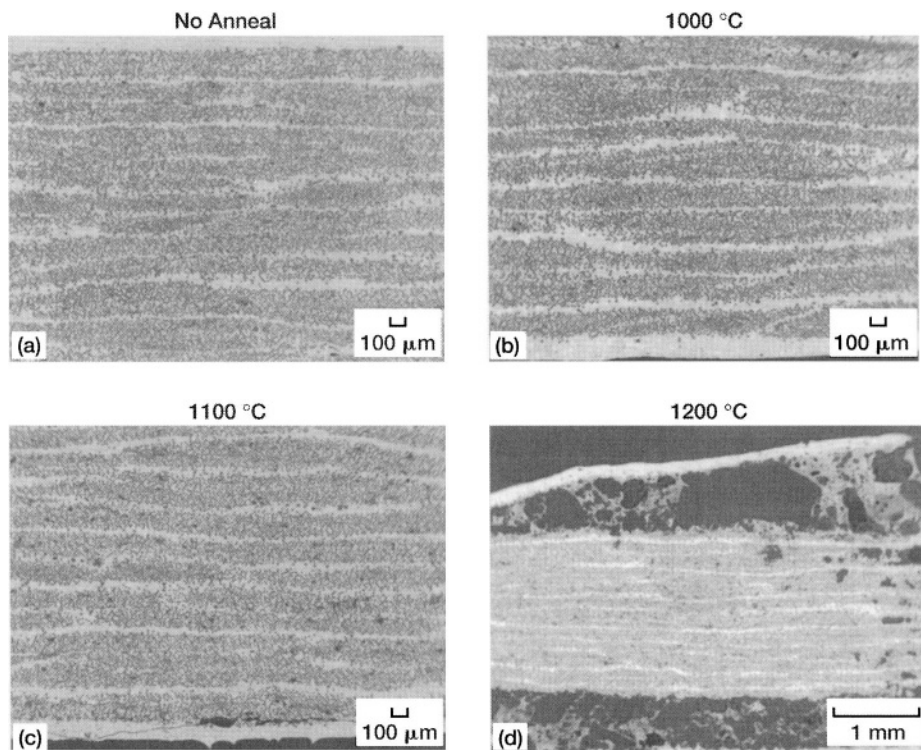 No Anneal
1000 °C
(a)
100 μm
(b)
100 μm
1100 °C
1200 °C
(c)
100 μm
(d)
1 mm